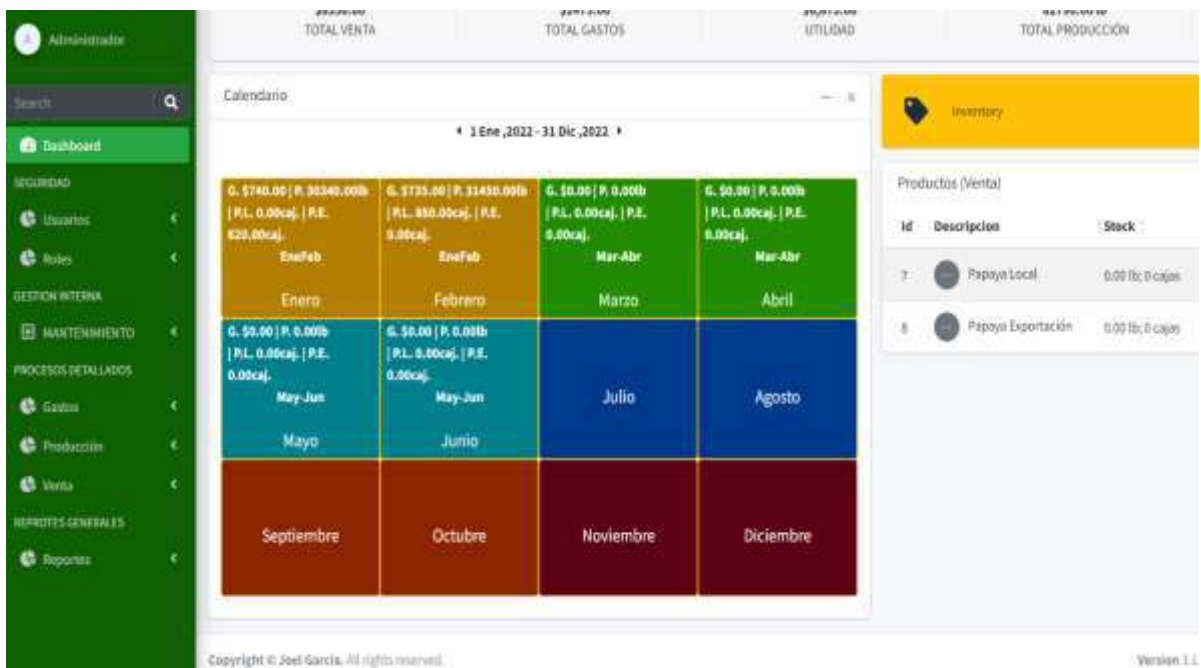 Administrador
Search
Dashboard
SEGURIDAD
Usuarios
Roles
GESTION INTERNA
MANTENIMIENTO
PROCESOS DETALLADOS
Gastos
Producción
Venta
REPROTES GENERALES
Reportes
TOTAL VENTA
TOTAL GASTOS
UTILIDAD
TOTAL PRODUCCIÓN
Calendario
1 Ene ,2022 - 31 Dic ,2022
G. $740.00 | P. 30340.00lb
| P.L. 0.00caj. | P.E.
820.00caj.
EneFeb
Enero
G. $735.00 | P. 31450.00lb
| P.L. 850.00caj. | P.E.
0.00caj.
EneFeb
Febrero
G. $0.00 | P. 0.00lb
| P.L. 0.00caj. | P.E.
0.00caj.
Mar-Abr
Marzo
G. $0.00 | P. 0.00lb
| P.L. 0.00caj. | P.E.
0.00caj.
Mar-Abr
Abril
G. $0.00 | P. 0.00lb
| P.L. 0.00caj. | P.E.
0.00caj.
May-Jun
Mayo
G. $0.00 | P. 0.00lb
| P.L. 0.00caj. | P.E.
0.00caj.
May-Jun
Junio
Julio
Agosto
Septiembre
Octubre
Noviembre
Diciembre
Inventory
Productos (Venta)
Id Descripcion Stock
Papaya Local 0.00 lb; 0 cajas
Papaya Exportación 0.00 lb; 0 cajas
Copyright © Joel Garcia. All rights reserved.
Version